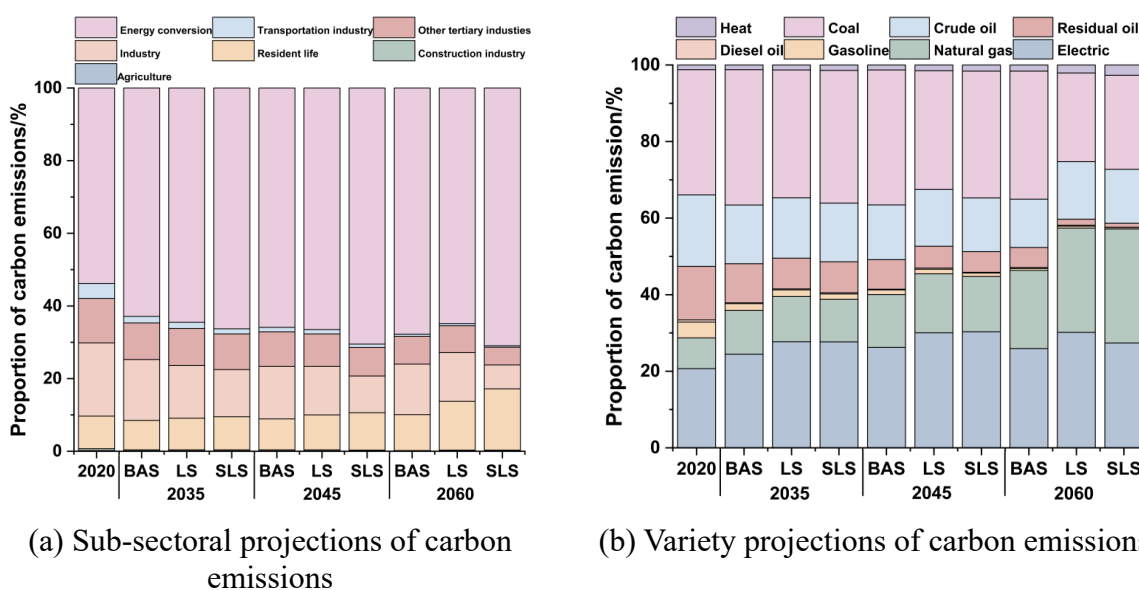 Energy conversion Transportation industry Other tertiary industies
Industry Resident life Construction industry
Agriculture
Proportion of carbon emissions/%
100
80
60
40
20
0
2020 BAS LS SLS BAS LS SLS BAS LS SLS
2035 2045 2060
(a) Sub-sectoral projections of carbon
emissions
Heat Coal Crude oil Residual oil
Diesel oil Gasoline Natural gas Electric
Proportion of carbon emission/%
100
80
60
40
20
0
2020 BAS LS SLS BAS LS SLS BAS LS SLS
2035 2045 2060
(b) Variety projections of carbon emission